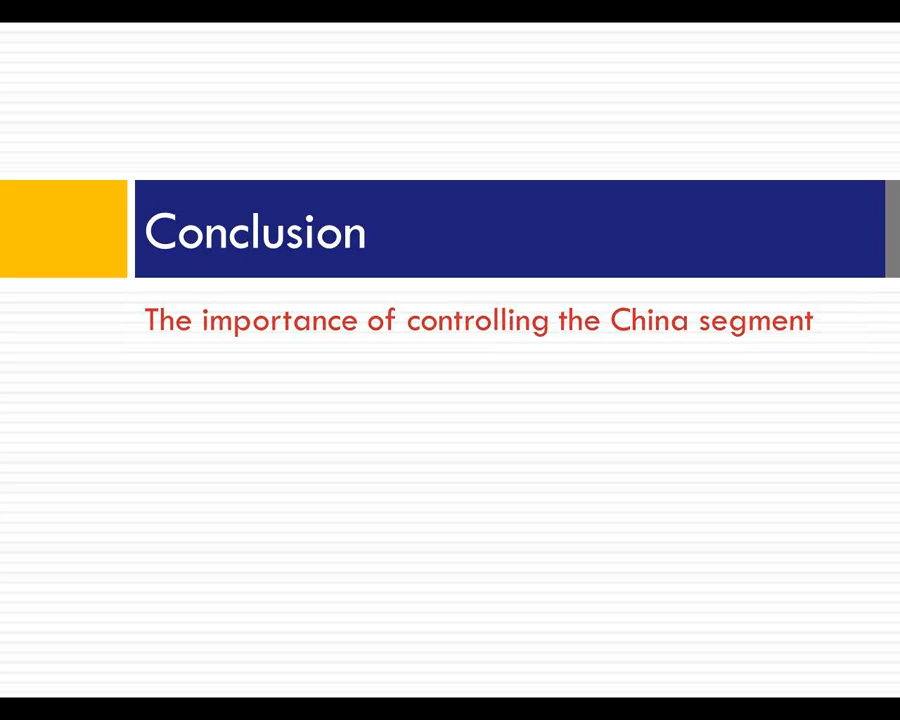 Conclusion
The importance of controlling the China segment